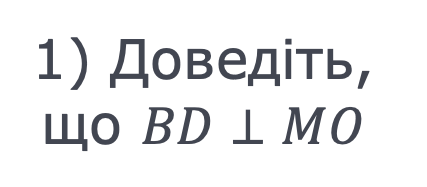 1) Доведіть,
що 𝐵𝐷 ⊥ 𝑀𝑂